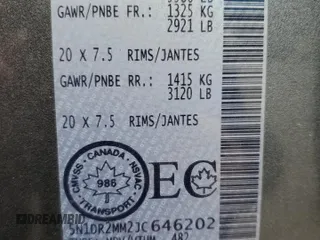 GAWR/PNBE FR.: 1325 KG
2921 LB
20 X 7.5 RIMS/JANTES
GAWR/PNBE RR.: 1415 KG
3120 LB
20 X 7.5 RIMS/JANTES
CANADA
CMVSS NSVAC
986
TRANSPORT
EC
5N1DR2MM2JC646202
DREAMBID